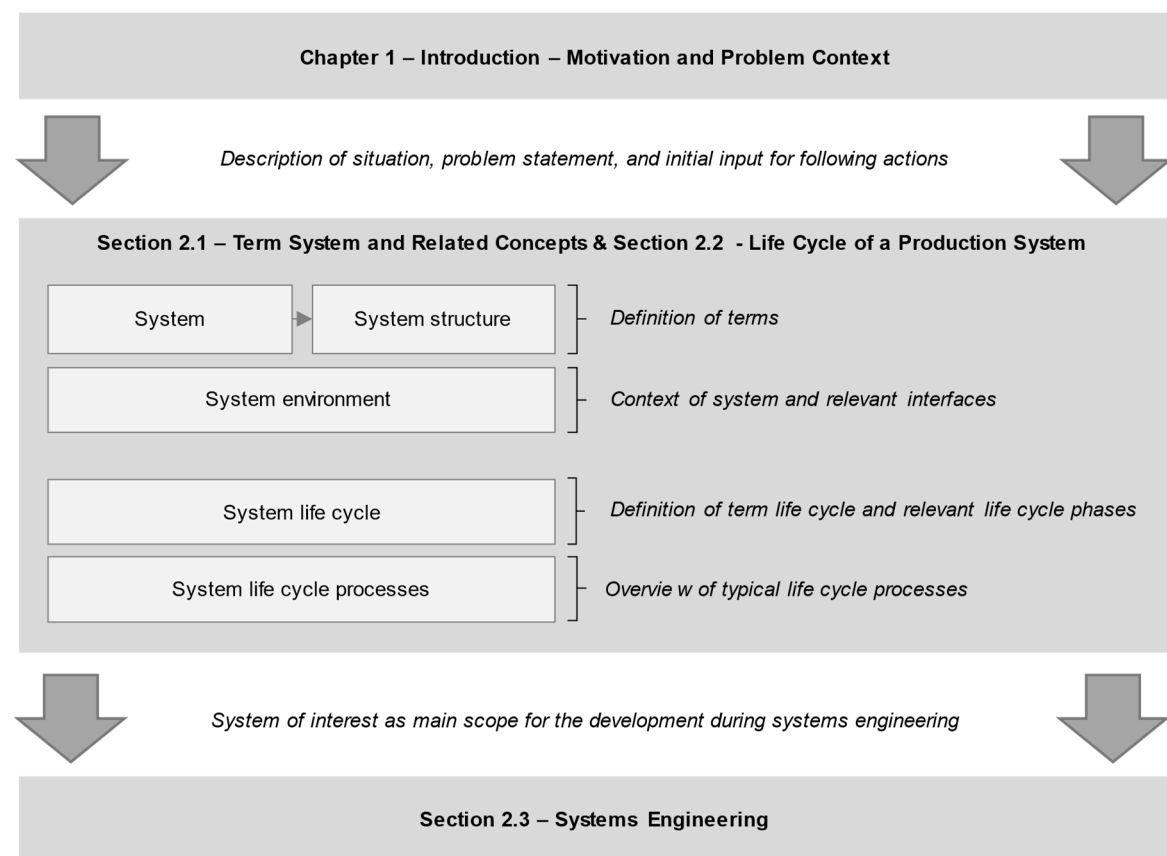 Chapter 1 – Introduction – Motivation and Problem Context
Description of situation, problem statement, and initial input for following actions
Section 2.1 – Term System and Related Concepts & Section 2.2 - Life Cycle of a Production System
System
System structure
Definition of terms
System environment
Context of system and relevant interfaces
System life cycle
Definition of term life cycle and relevant life cycle phases
System life cycle processes
Overview of typical life cycle processes
System of interest as main scope for the development during systems engineering
Section 2.3 – Systems Engineering